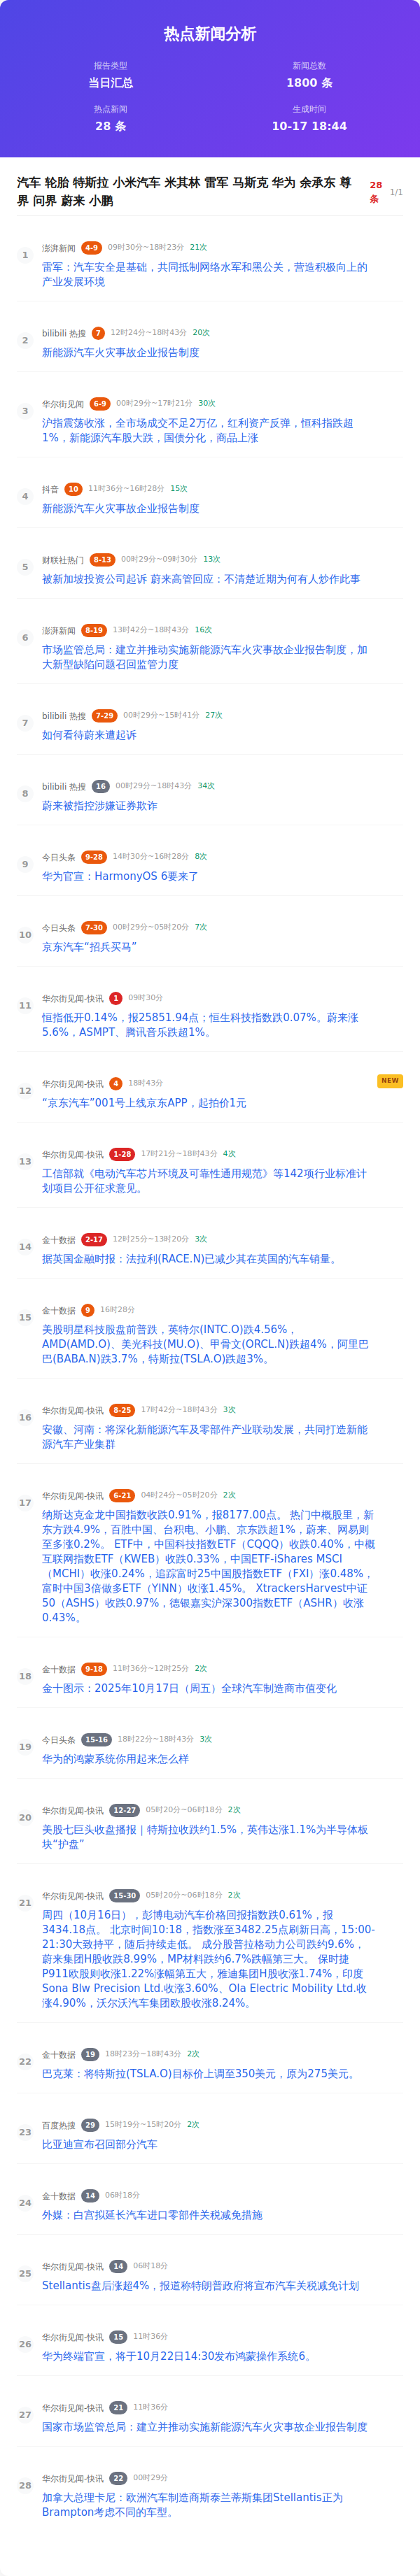 热点新闻分析
报告类型
新闻总数
当日汇总
1800 条
热点新闻
生成时间
28 条
10-17 18:44
汽车 轮胎 特斯拉 小米汽车 米其林 雷军 马斯克 华为 余承东 尊
界 问界 蔚来 小鹏
28
条
1/1
1
澎湃新闻 4-9 09时30分~18时23分 21次
雷军：汽车安全是基础，共同抵制网络水军和黑公关，营造积极向上的
产业发展环境
2
bilibili 热搜 7 12时24分~18时43分 20次
新能源汽车火灾事故企业报告制度
3
华尔街见闻 6-9 00时29分~17时21分 30次
沪指震荡收涨，全市场成交不足2万亿，红利资产反弹，恒科指跌超
1%，新能源汽车股大跌，国债分化，商品上涨
4
抖音 10 11时36分~16时28分 15次
新能源汽车火灾事故企业报告制度
5
财联社热门 8-13 00时29分~09时30分 13次
被新加坡投资公司起诉 蔚来高管回应：不清楚近期为何有人炒作此事
6
澎湃新闻 8-19 13时42分~18时43分 16次
市场监管总局：建立并推动实施新能源汽车火灾事故企业报告制度，加
大新型缺陷问题召回监管力度
7
bilibili 热搜 7-29 00时29分~15时41分 27次
如何看待蔚来遭起诉
8
bilibili 热搜 16 00时29分~18时43分 34次
蔚来被指控涉嫌证券欺诈
9
今日头条 9-28 14时30分~16时28分 8次
华为官宣：HarmonyOS 6要来了
10
今日头条 7-30 00时29分~05时20分 7次
京东汽车“招兵买马”
11
华尔街见闻-快讯 1 09时30分
恒指低开0.14%，报25851.94点；恒生科技指数跌0.07%。蔚来涨
5.6%，ASMPT、腾讯音乐跌超1%。
12
华尔街见闻-快讯 4 18时43分
NEW
“京东汽车”001号上线京东APP，起拍价1元
13
华尔街见闻-快讯 1-28 17时21分~18时43分 4次
工信部就《电动汽车芯片环境及可靠性通用规范》等142项行业标准计
划项目公开征求意见。
14
金十数据 2-17 12时25分~13时20分 3次
据英国金融时报：法拉利(RACE.N)已减少其在英国的汽车销量。
15
金十数据 9 16时28分
美股明星科技股盘前普跌，英特尔(INTC.O)跌4.56%，
AMD(AMD.O)、美光科技(MU.O)、甲骨文(ORCL.N)跌超4%，阿里巴
巴(BABA.N)跌3.7%，特斯拉(TSLA.O)跌超3%。
16
华尔街见闻-快讯 8-25 17时42分~18时43分 3次
安徽、河南：将深化新能源汽车及零部件产业联动发展，共同打造新能
源汽车产业集群
17
华尔街见闻-快讯 6-21 04时24分~05时20分 2次
纳斯达克金龙中国指数收跌0.91%，报8177.00点。 热门中概股里，新
东方跌4.9%，百胜中国、台积电、小鹏、京东跌超1%，蔚来、网易则
至多涨0.2%。 ETF中，中国科技指数ETF（CQQQ）收跌0.40%，中概
互联网指数ETF（KWEB）收跌0.33%，中国ETF-iShares MSCI
（MCHI）收涨0.24%，追踪富时25中国股指数ETF（FXI）涨0.48%，
富时中国3倍做多ETF（YINN）收涨1.45%。 XtrackersHarvest中证
50（ASHS）收跌0.97%，德银嘉实沪深300指数ETF（ASHR）收涨
0.43%。
18
金十数据 9-18 11时36分~12时25分 2次
金十图示：2025年10月17日（周五）全球汽车制造商市值变化
19
今日头条 15-16 18时22分~18时43分 3次
华为的鸿蒙系统你用起来怎么样
20
华尔街见闻-快讯 12-27 05时20分~06时18分 2次
美股七巨头收盘播报｜特斯拉收跌约1.5%，英伟达涨1.1%为半导体板
块“护盘”
21
华尔街见闻-快讯 15-30 05时20分~06时18分 2次
周四（10月16日），彭博电动汽车价格回报指数跌0.61%，报
3434.18点。 北京时间10:18，指数涨至3482.25点刷新日高，15:00-
21:30大致持平，随后持续走低。 成分股普拉格动力公司跌约9.6%，
蔚来集团H股收跌8.99%，MP材料跌约6.7%跌幅第三大。 保时捷
P911欧股则收涨1.22%涨幅第五大，雅迪集团H股收涨1.74%，印度
Sona Blw Precision Ltd.收涨3.60%、Ola Electric Mobility Ltd.收
涨4.90%，沃尔沃汽车集团欧股收涨8.24%。
22
金十数据 19 18时23分~18时43分 2次
巴克莱：将特斯拉(TSLA.O)目标价上调至350美元，原为275美元。
23
百度热搜 29 15时19分~15时20分 2次
比亚迪宣布召回部分汽车
24
金十数据 14 06时18分
外媒：白宫拟延长汽车进口零部件关税减免措施
25
华尔街见闻-快讯 14 06时18分
Stellantis盘后涨超4%，报道称特朗普政府将宣布汽车关税减免计划
26
华尔街见闻-快讯 15 11时36分
华为终端官宣，将于10月22日14:30发布鸿蒙操作系统6。
27
华尔街见闻-快讯 21 11时36分
国家市场监管总局：建立并推动实施新能源汽车火灾事故企业报告制度
28
华尔街见闻-快讯 22 00时29分
加拿大总理卡尼：欧洲汽车制造商斯泰兰蒂斯集团Stellantis正为
Brampton考虑不同的车型。